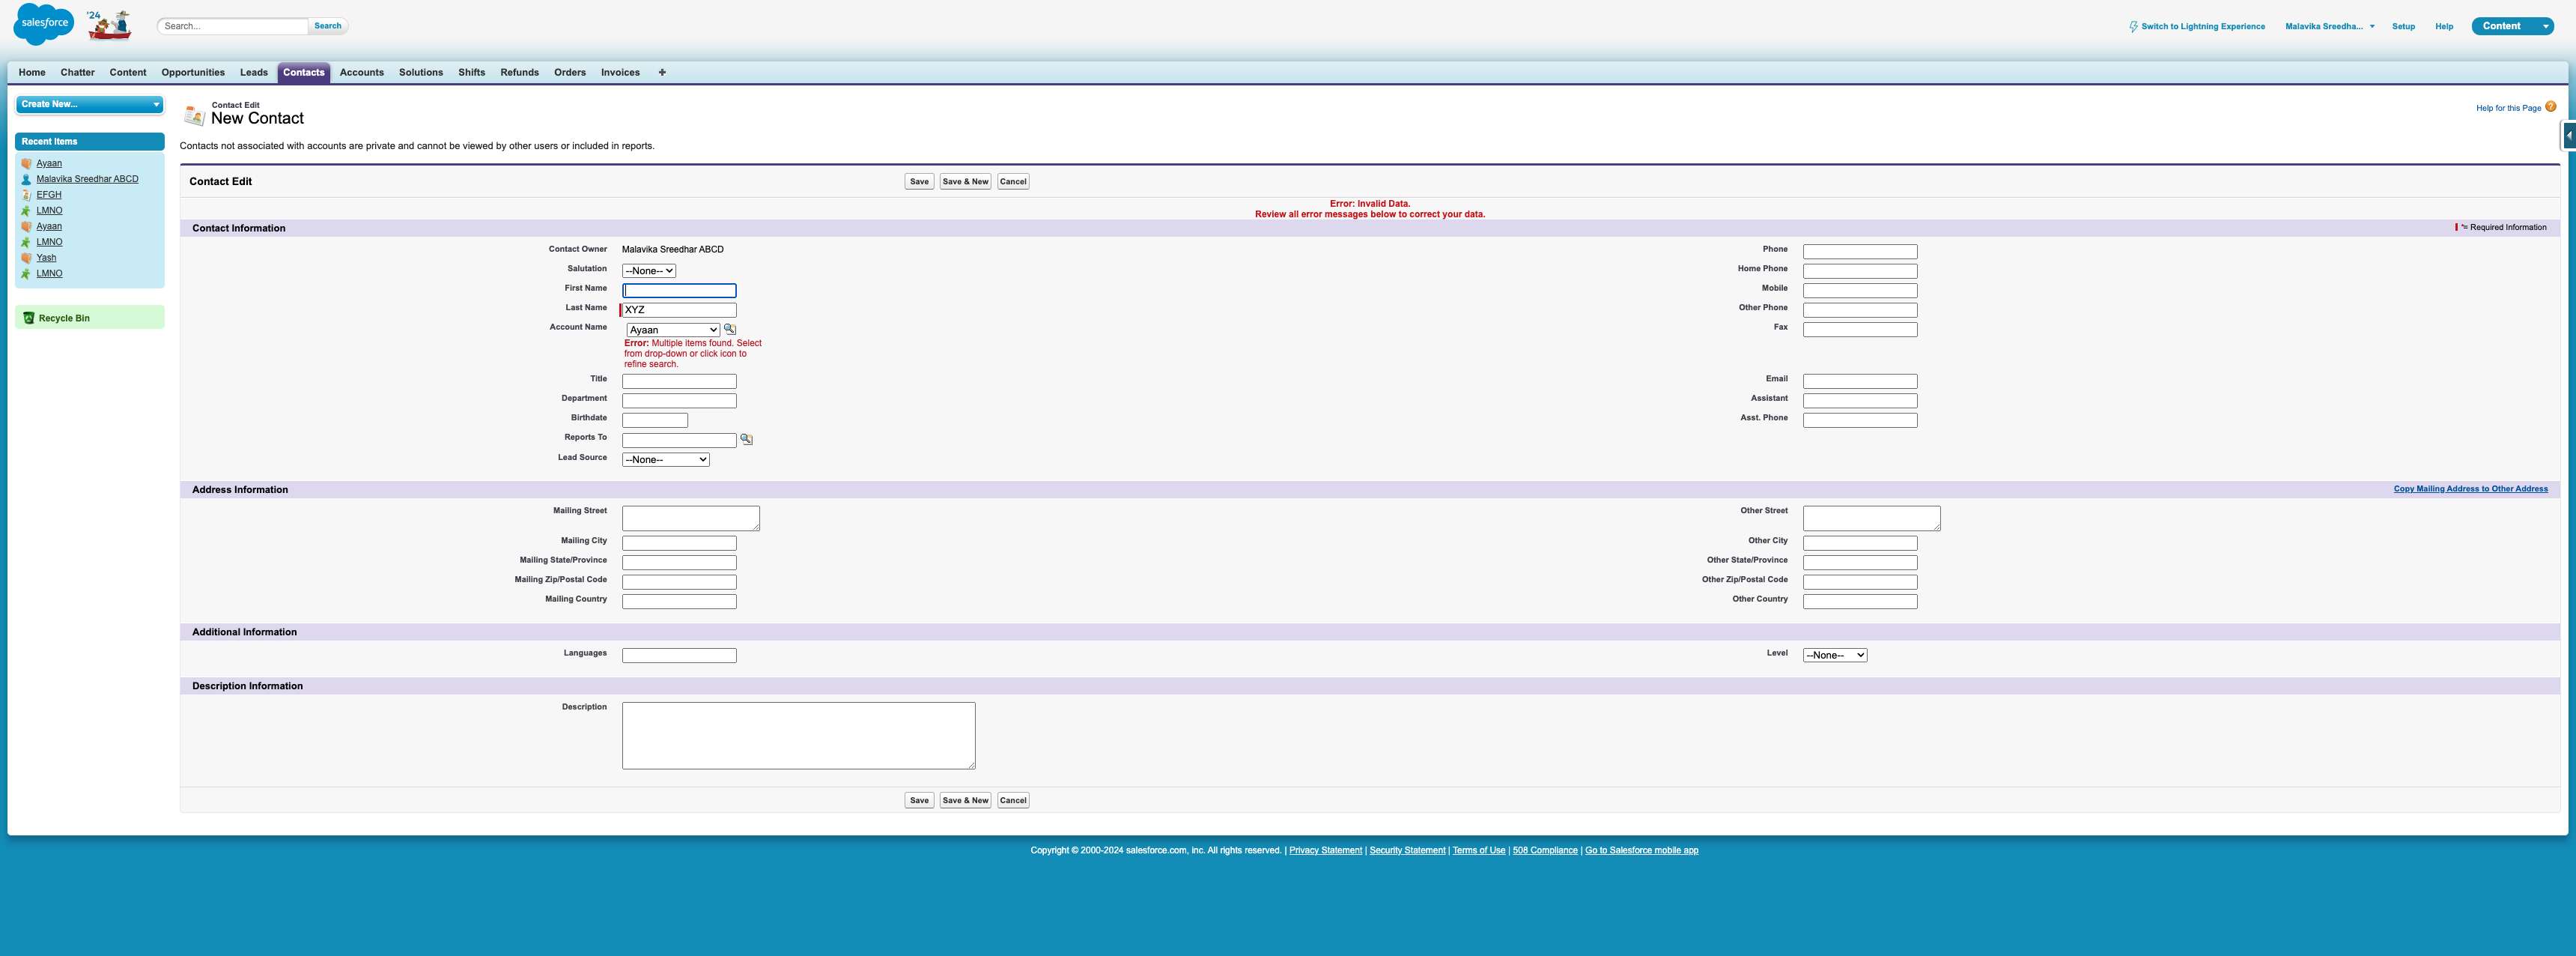 salesforce
'24
Search...
Search
Switch to Lightning Experience
Malavika Sreedha...
Setup
Help
Content
Home
Chatter
Content
Opportunities
Leads
Contacts
Accounts
Solutions
Shifts
Refunds
Orders
Invoices
+
Create New...
Recent Items
Ayaan
Malavika Sreedhar ABCD
EFGH
LMNO
Ayaan
LMNO
Yash
LMNO
Recycle Bin
Contact Edit
New Contact
Help for this Page
?
Contacts not associated with accounts are private and cannot be viewed by other users or included in reports.
Contact Edit
Save
Save & New
Cancel
Error: Invalid Data.
Review all error messages below to correct your data.
Contact Information
*= Required Information
Contact Owner
Malavika Sreedhar ABCD
Phone
Salutation
--None--
Home Phone
First Name
Mobile
Last Name
XYZ
Other Phone
Account Name
Ayaan
Error: Multiple items found. Select
from drop-down or click icon to
refine search.
Fax
Title
Email
Department
Assistant
Birthdate
Asst. Phone
Reports To
Lead Source
--None--
Address Information
Copy Mailing Address to Other Address
Mailing Street
Other Street
Mailing City
Other City
Mailing State/Province
Other State/Province
Mailing Zip/Postal Code
Other Zip/Postal Code
Mailing Country
Other Country
Additional Information
Languages
Level
--None--
Description Information
Description
Save
Save & New
Cancel
Copyright © 2000-2024 salesforce.com, inc. All rights reserved. | Privacy Statement | Security Statement | Terms of Use | 508 Compliance | Go to Salesforce mobile app